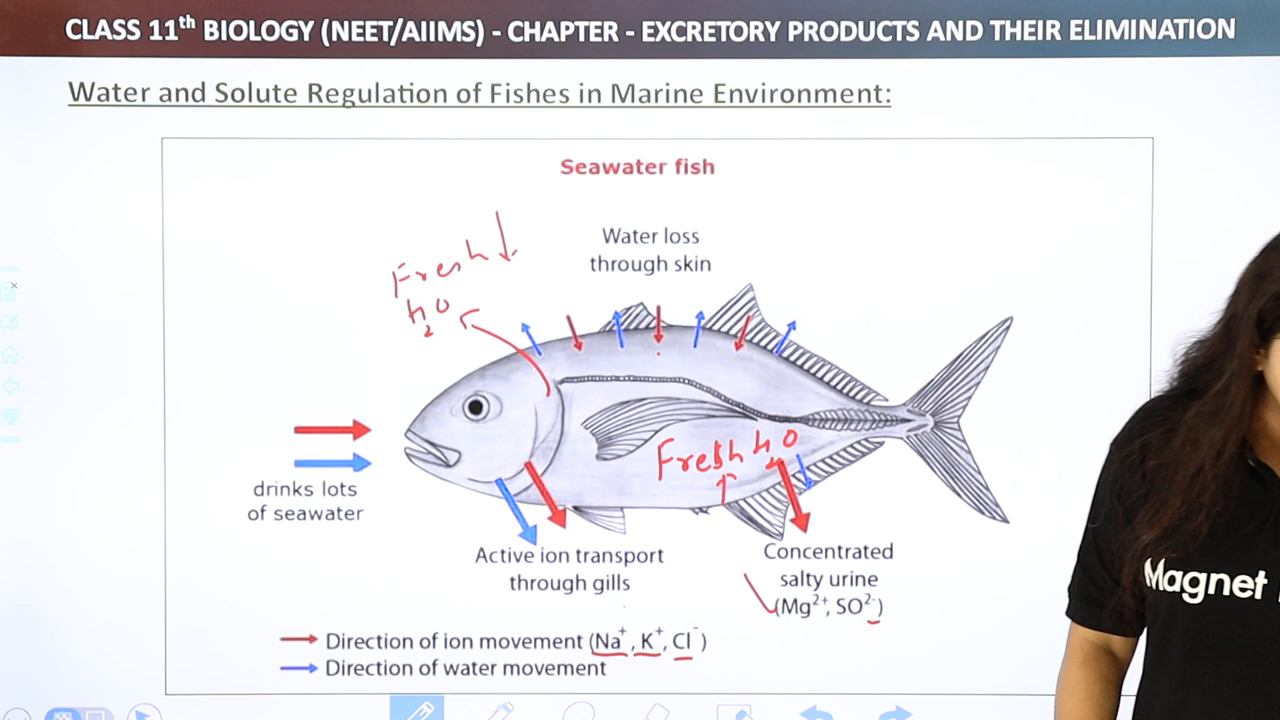 CLASS 11th BIOLOGY (NEET/AIIMS) - CHAPTER - EXCRETORY PRODUCTS AND THEIR ELIMINATION
Water and Solute Regulation of Fishes in Marine Environment:
Seawater fish
Water loss
through skin
Fresh ↓
h2o
Fresh h2o
↑
drinks lots
of seawater
Active ion transport
through gills
Concentrated
salty urine
(Mg²⁺, SO²⁻)
Direction of ion movement (Na⁺, K⁺, Cl⁻)
Direction of water movement
Magnet